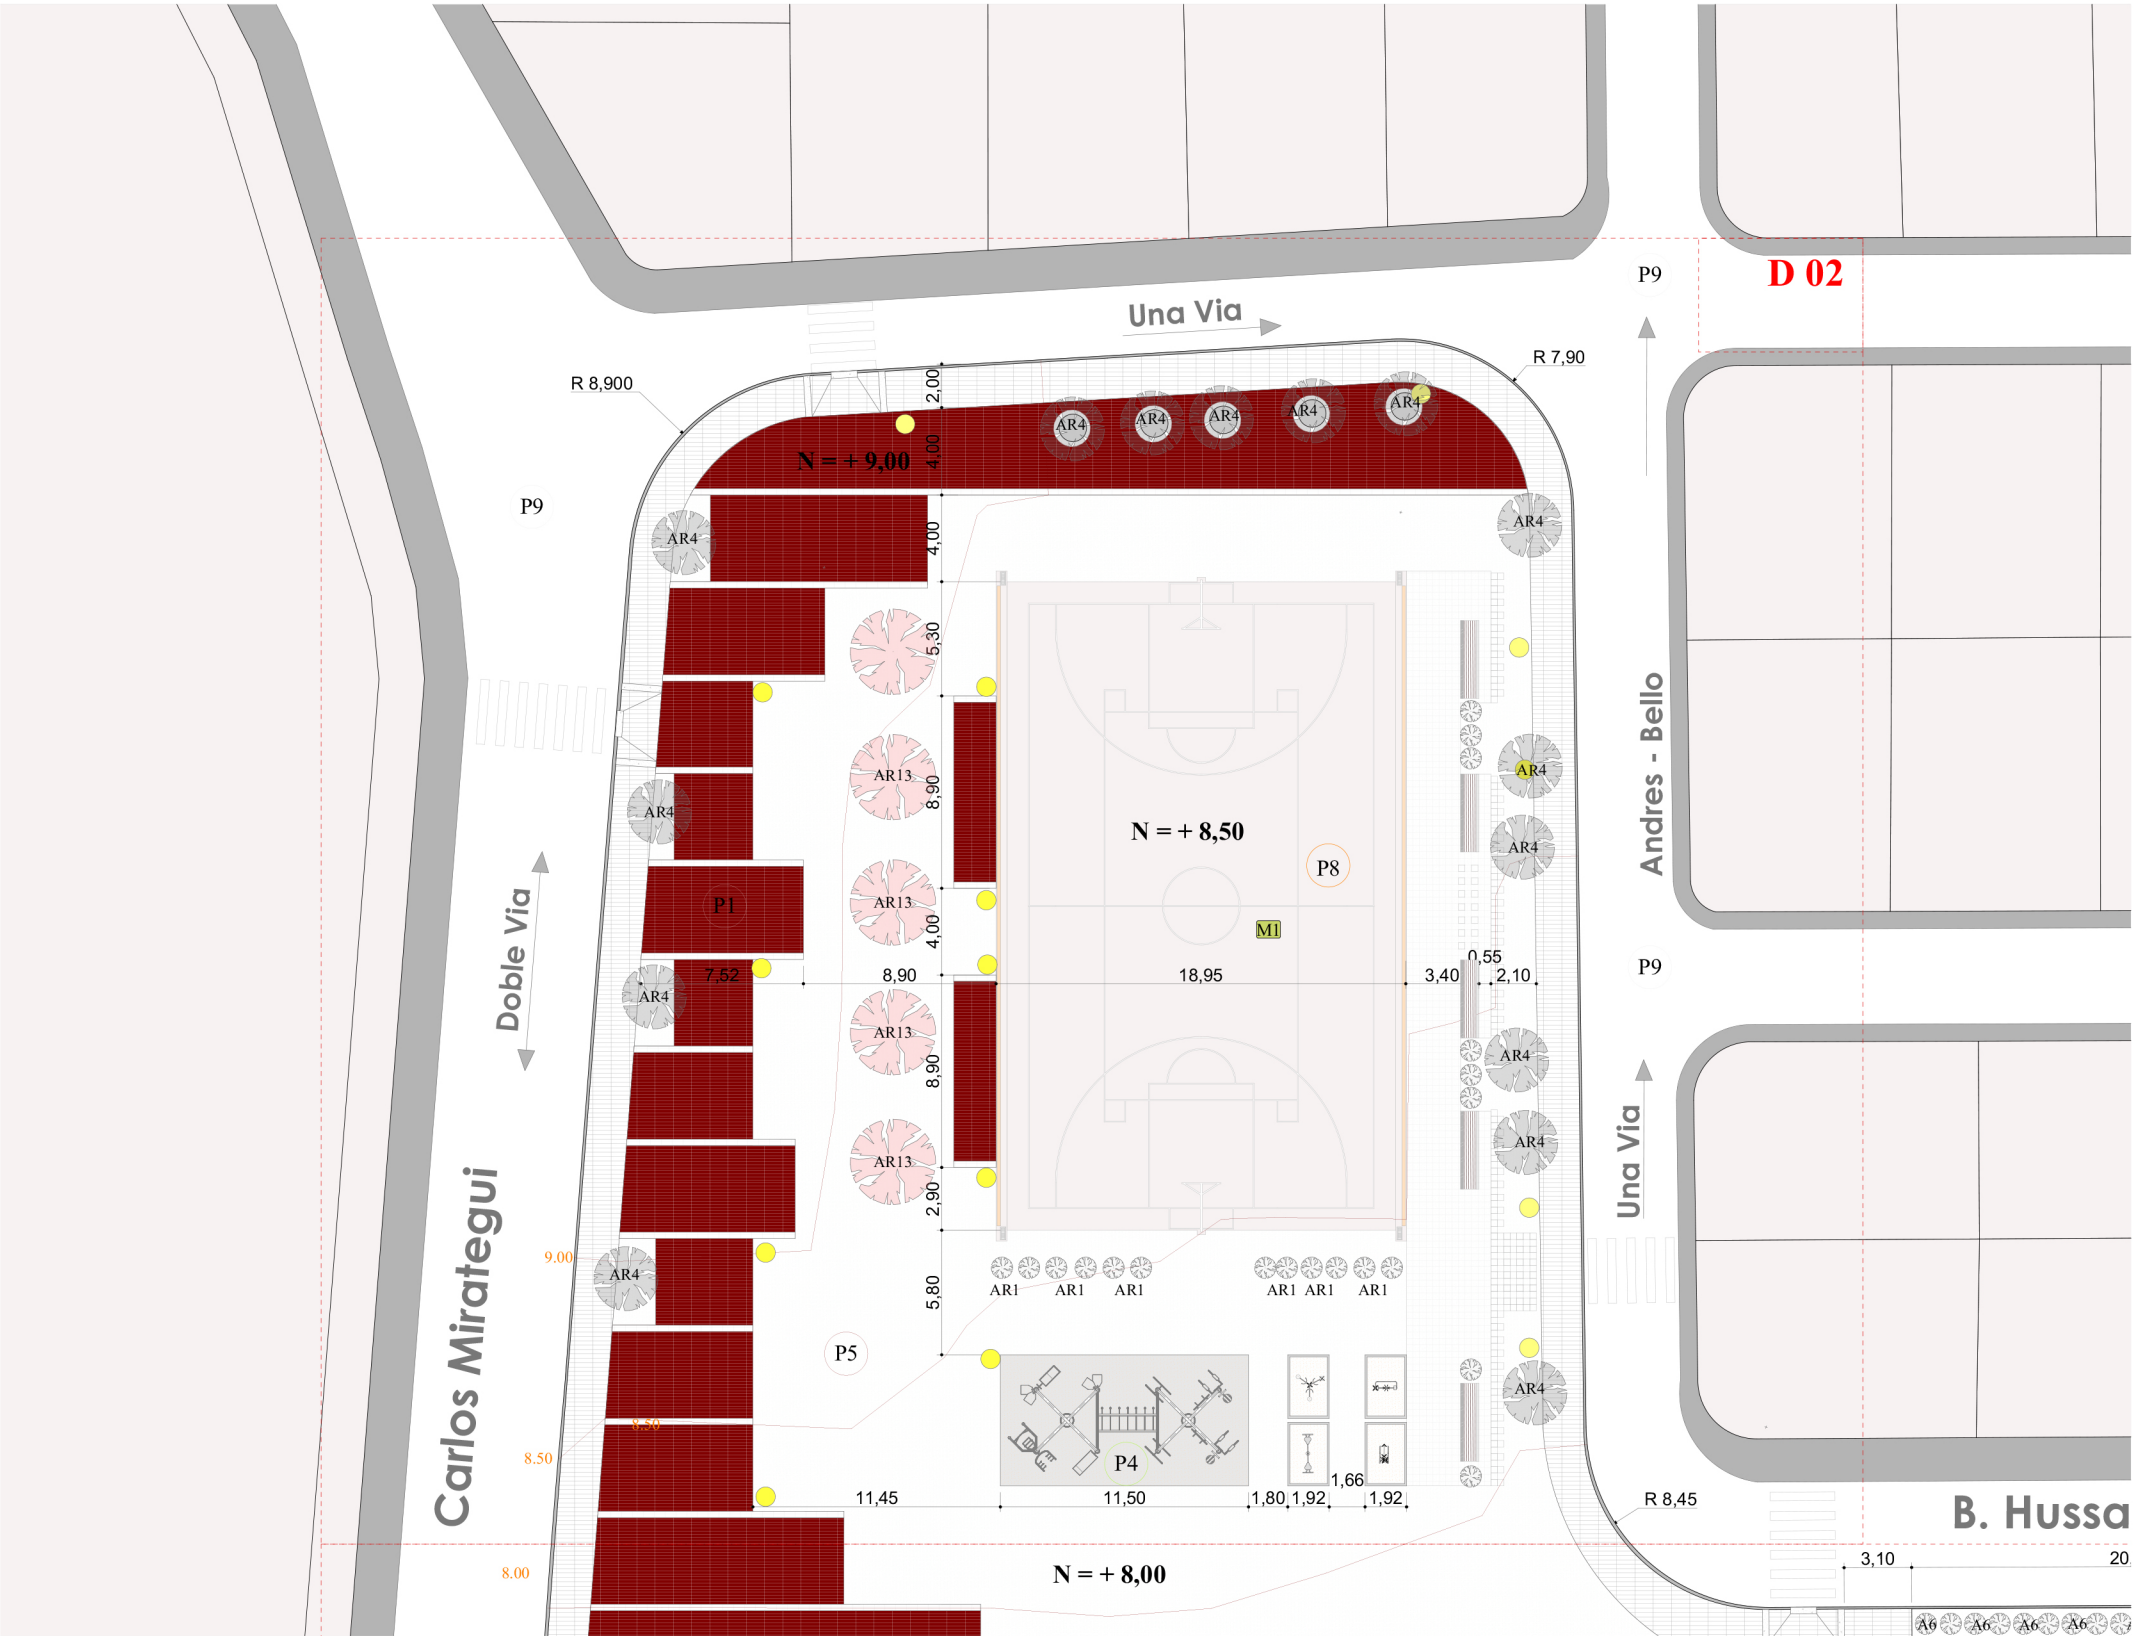 P9
D 02
Una Via
R 7,90
R 8,900
2,00
AR4
AR4
AR4
AR4
AR4
N = + 9,00
4,00
P9
AR4
4,00
AR4
5,30
Andres - Bello
AR13
AR4
8,90
AR4
N = + 8,50
AR4
P8
P1
AR13
Doble Via
4,00
M1
0,55
P9
7,52
8,90
18,95
3,40
2,10
AR4
AR13
AR4
8,90
AR4
AR13
Una Via
2,90
Carlos Mirategui
9.00
AR4
5,80
AR1
AR1
AR1
AR1
AR1
AR1
P5
AR4
8.50
8.50
P4
1,66
11,45
11,50
1,80
1,92
1,92
R 8,45
B. Hussa
3,10
20,
8.00
N = + 8,00
A6
A6
A6
A6